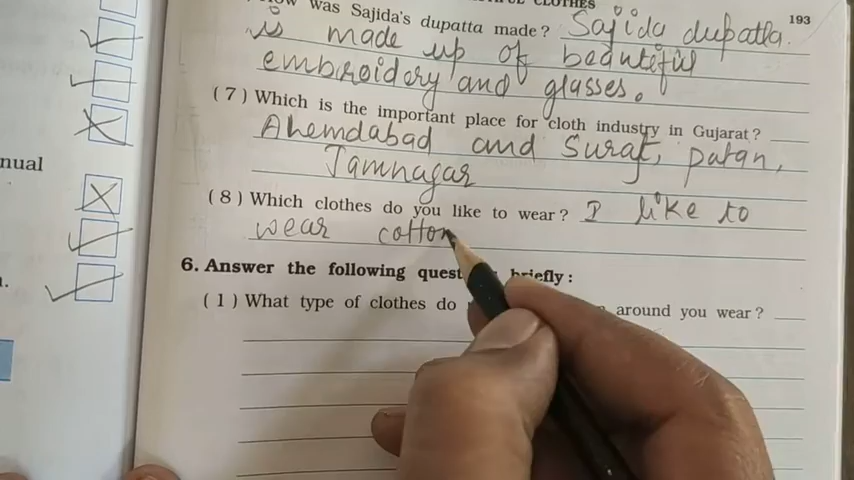 CLOTHES
was Sajida's dupatta made? Sajida dupatta.
193
is made up of beautiful
embroidery and glasses.
(7) Which is the important place for cloth industry in Gujarat?
Ahemdabad and Surat, patan,
Jamnagar
nual
(8) Which clothes do you like to wear? I like to
wear cotton
6. Answer the following briefly:
(1) What type of clothes do around you wear?